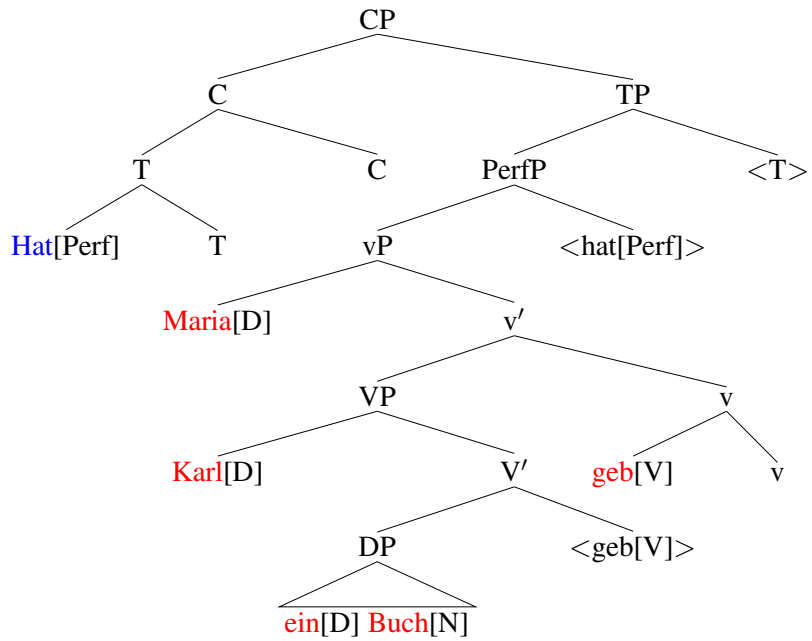 CP
C TP
T C PerfP <T>
Hat[Perf] T vP <hat[Perf]>
Maria[D] v′
VP v
Karl[D] V′ geb[V] v
DP <geb[V]>
ein[D] Buch[N]